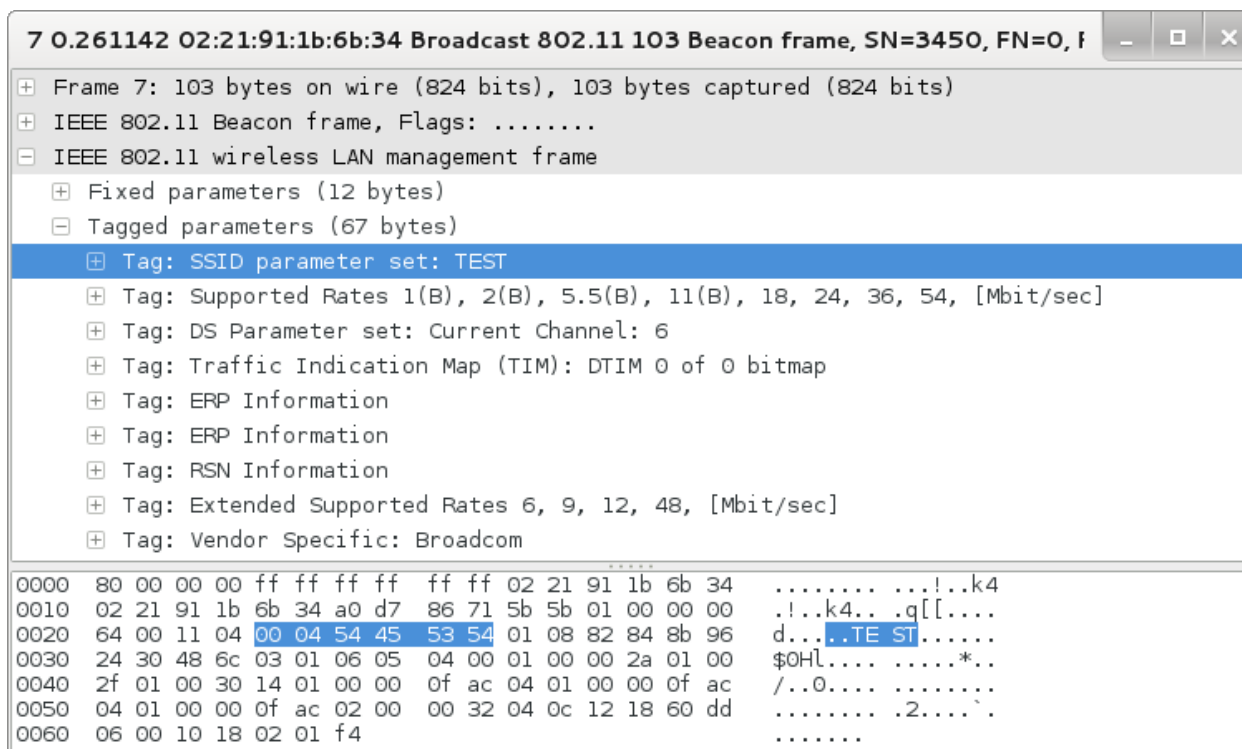 7 0.261142 02:21:91:1b:6b:34 Broadcast 802.11 103 Beacon frame, SN=3450, FN=0, F
Frame 7: 103 bytes on wire (824 bits), 103 bytes captured (824 bits)
IEEE 802.11 Beacon frame, Flags: ........
IEEE 802.11 wireless LAN management frame
Fixed parameters (12 bytes)
Tagged parameters (67 bytes)
Tag: SSID parameter set: TEST
Tag: Supported Rates 1(B), 2(B), 5.5(B), 11(B), 18, 24, 36, 54, [Mbit/sec]
Tag: DS Parameter set: Current Channel: 6
Tag: Traffic Indication Map (TIM): DTIM 0 of 0 bitmap
Tag: ERP Information
Tag: ERP Information
Tag: RSN Information
Tag: Extended Supported Rates 6, 9, 12, 48, [Mbit/sec]
Tag: Vendor Specific: Broadcom
0000 80 00 00 00 ff ff ff ff ff ff 02 21 91 1b 6b 34 ........ ...!..k4
0010 02 21 91 1b 6b 34 a0 d7 86 71 5b 5b 01 00 00 00 .!..k4.. .q[[....
0020 64 00 11 04 00 04 54 45 53 54 01 08 82 84 8b 96 d.....TE ST......
0030 24 30 48 6c 03 01 06 05 04 00 01 00 00 2a 01 00 $0Hl.... .....*..
0040 2f 01 00 30 14 01 00 00 0f ac 04 01 00 00 0f ac /..0.... ........
0050 04 01 00 00 0f ac 02 00 00 32 04 0c 12 18 60 dd ........ .2....`.
0060 06 00 10 18 02 01 f4 .......